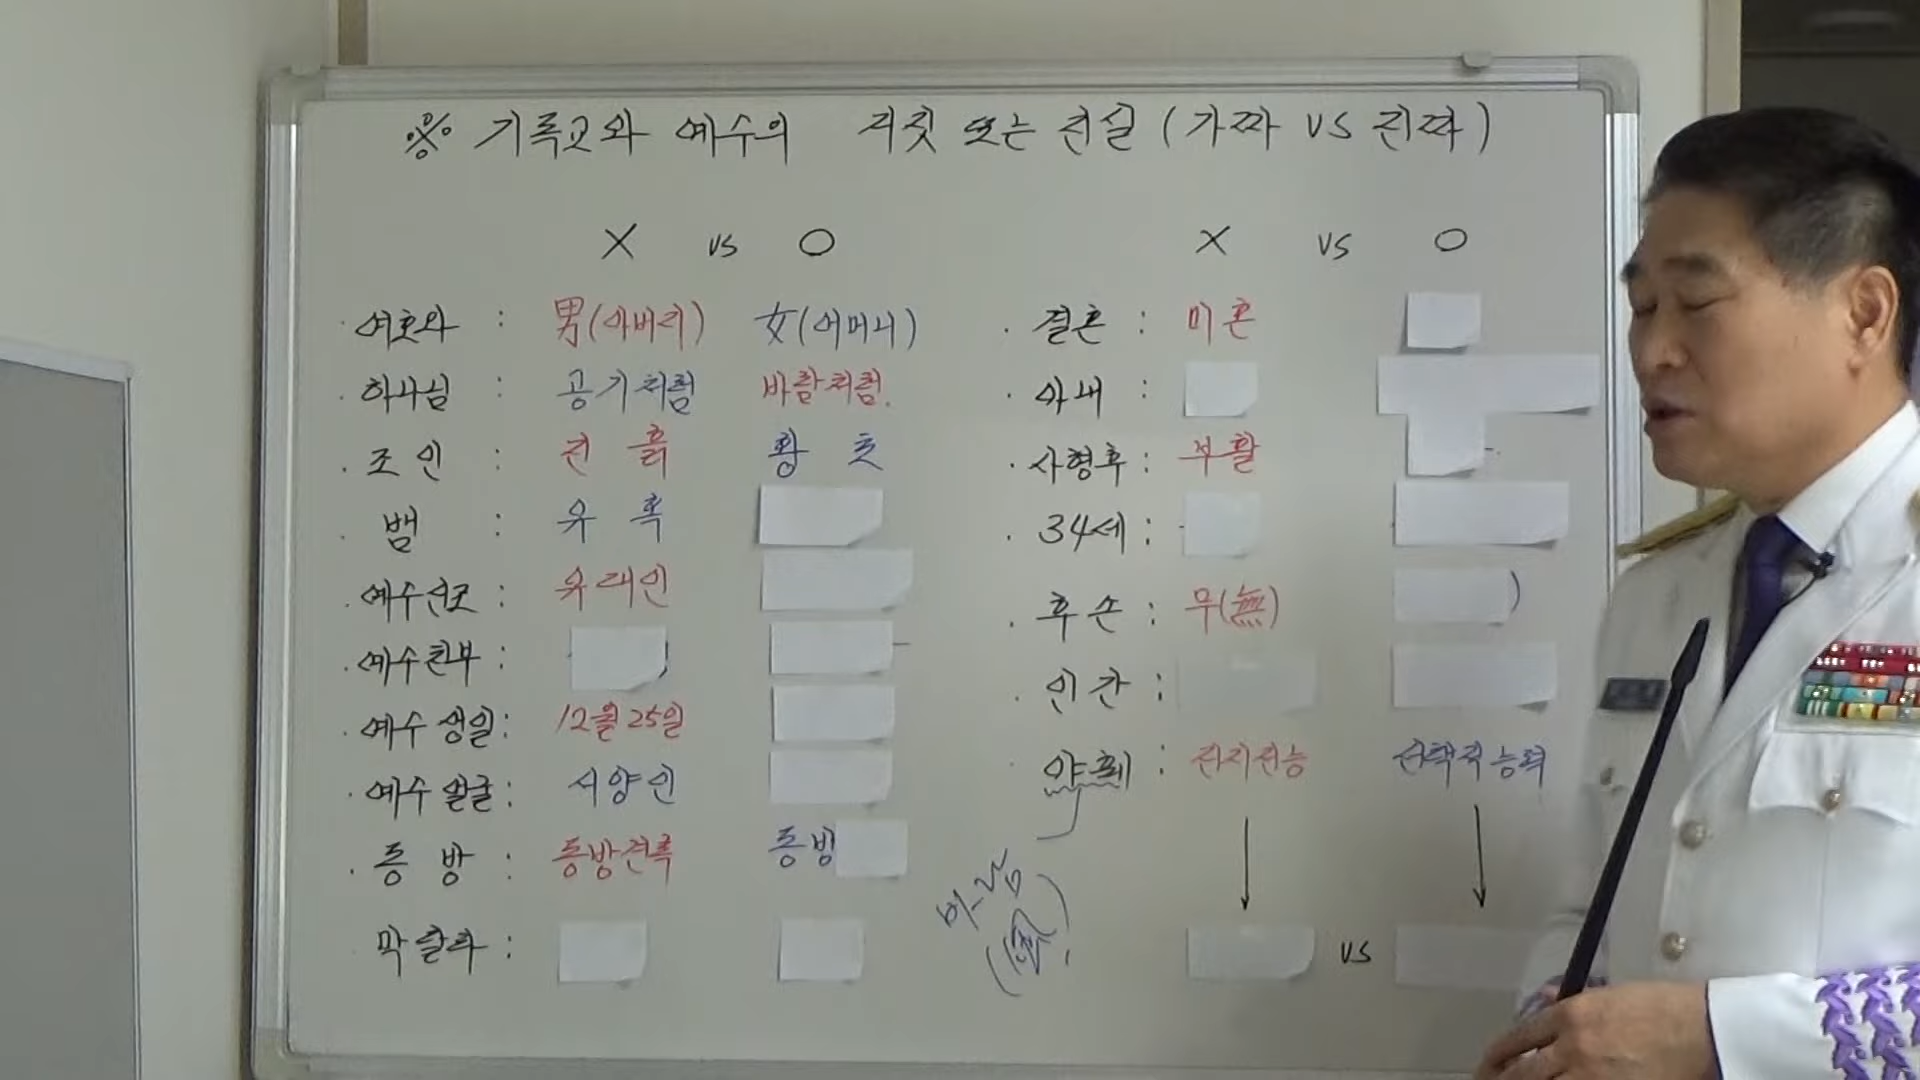 ※ 기독교와 예수의 거짓 또는 진실 (가짜 VS 진짜)
X vs O
· 여호와 : 男(아버지) 女(어머니)
· 하나님 : 공기처럼 바람처럼.
· 조인 : 진 흙 황 토
· 뱀 : 유 혹
· 예수선조 : 유대인
· 예수친부 :
· 예수생일 : 12월 25일
· 예수얼굴 : 서양인
· 동 방 : 동방견록 동방
막달라 :
X vs O
· 결혼 : 미혼
· 아내 :
· 사형후 : 부활
· 34세 :
· 후손 : 무(無)
· 인간 :
· 야훼 : 전지전능 선택적능력
vs